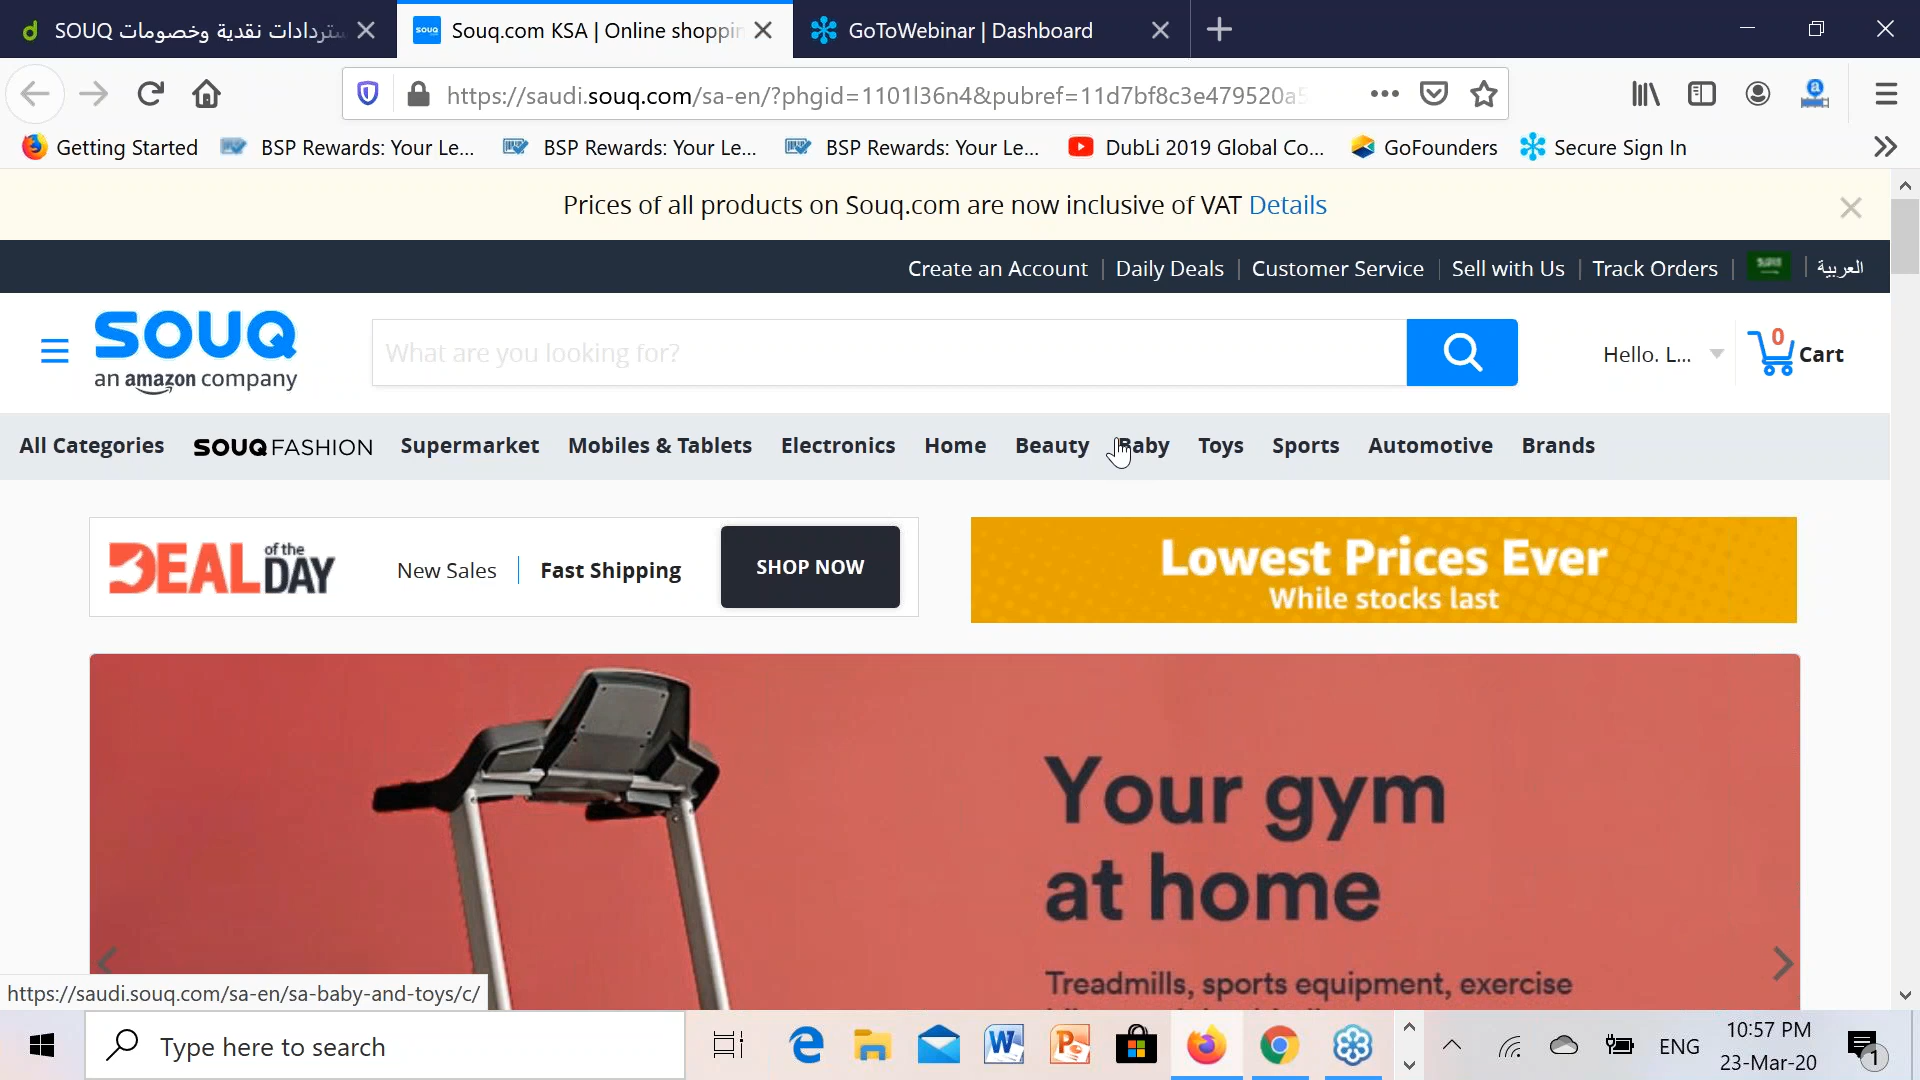 ستردادات نقدية وخصومات SOUQ
Souq.com KSA | Online shoppin
GoToWebinar | Dashboard
https://saudi.souq.com/sa-en/?phgid=1101l36n4&pubref=11d7bf8c3e479520a5
Getting Started
BSP Rewards: Your Le...
BSP Rewards: Your Le...
BSP Rewards: Your Le...
DubLi 2019 Global Co...
GoFounders
Secure Sign In
Prices of all products on Souq.com are now inclusive of VAT Details
Create an Account | Daily Deals | Customer Service | Sell with Us | Track Orders | العربية
souq
an amazon company
What are you looking for?
Hello. L...
0
Cart
All Categories
SOUQ FASHION
Supermarket
Mobiles & Tablets
Electronics
Home
Beauty
Baby
Toys
Sports
Automotive
Brands
DEAL of the DAY
New Sales | Fast Shipping
SHOP NOW
Lowest Prices Ever
While stocks last
Your gym
at home
Treadmills, sports equipment, exercise
https://saudi.souq.com/sa-en/sa-baby-and-toys/c/
Type here to search
ENG
10:57 PM
23-Mar-20
1